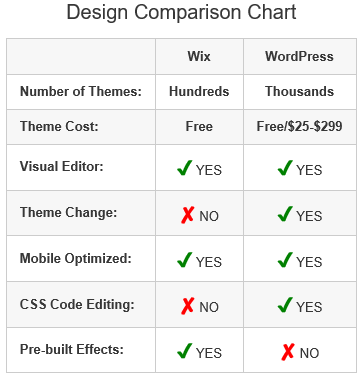 Design Comparison Chart
Wix WordPress
Number of Themes: Hundreds Thousands
Theme Cost: Free Free/$25-$299
Visual Editor: ✔ YES ✔ YES
Theme Change: ✘ NO ✔ YES
Mobile Optimized: ✔ YES ✔ YES
CSS Code Editing: ✘ NO ✔ YES
Pre-built Effects: ✔ YES ✘ NO